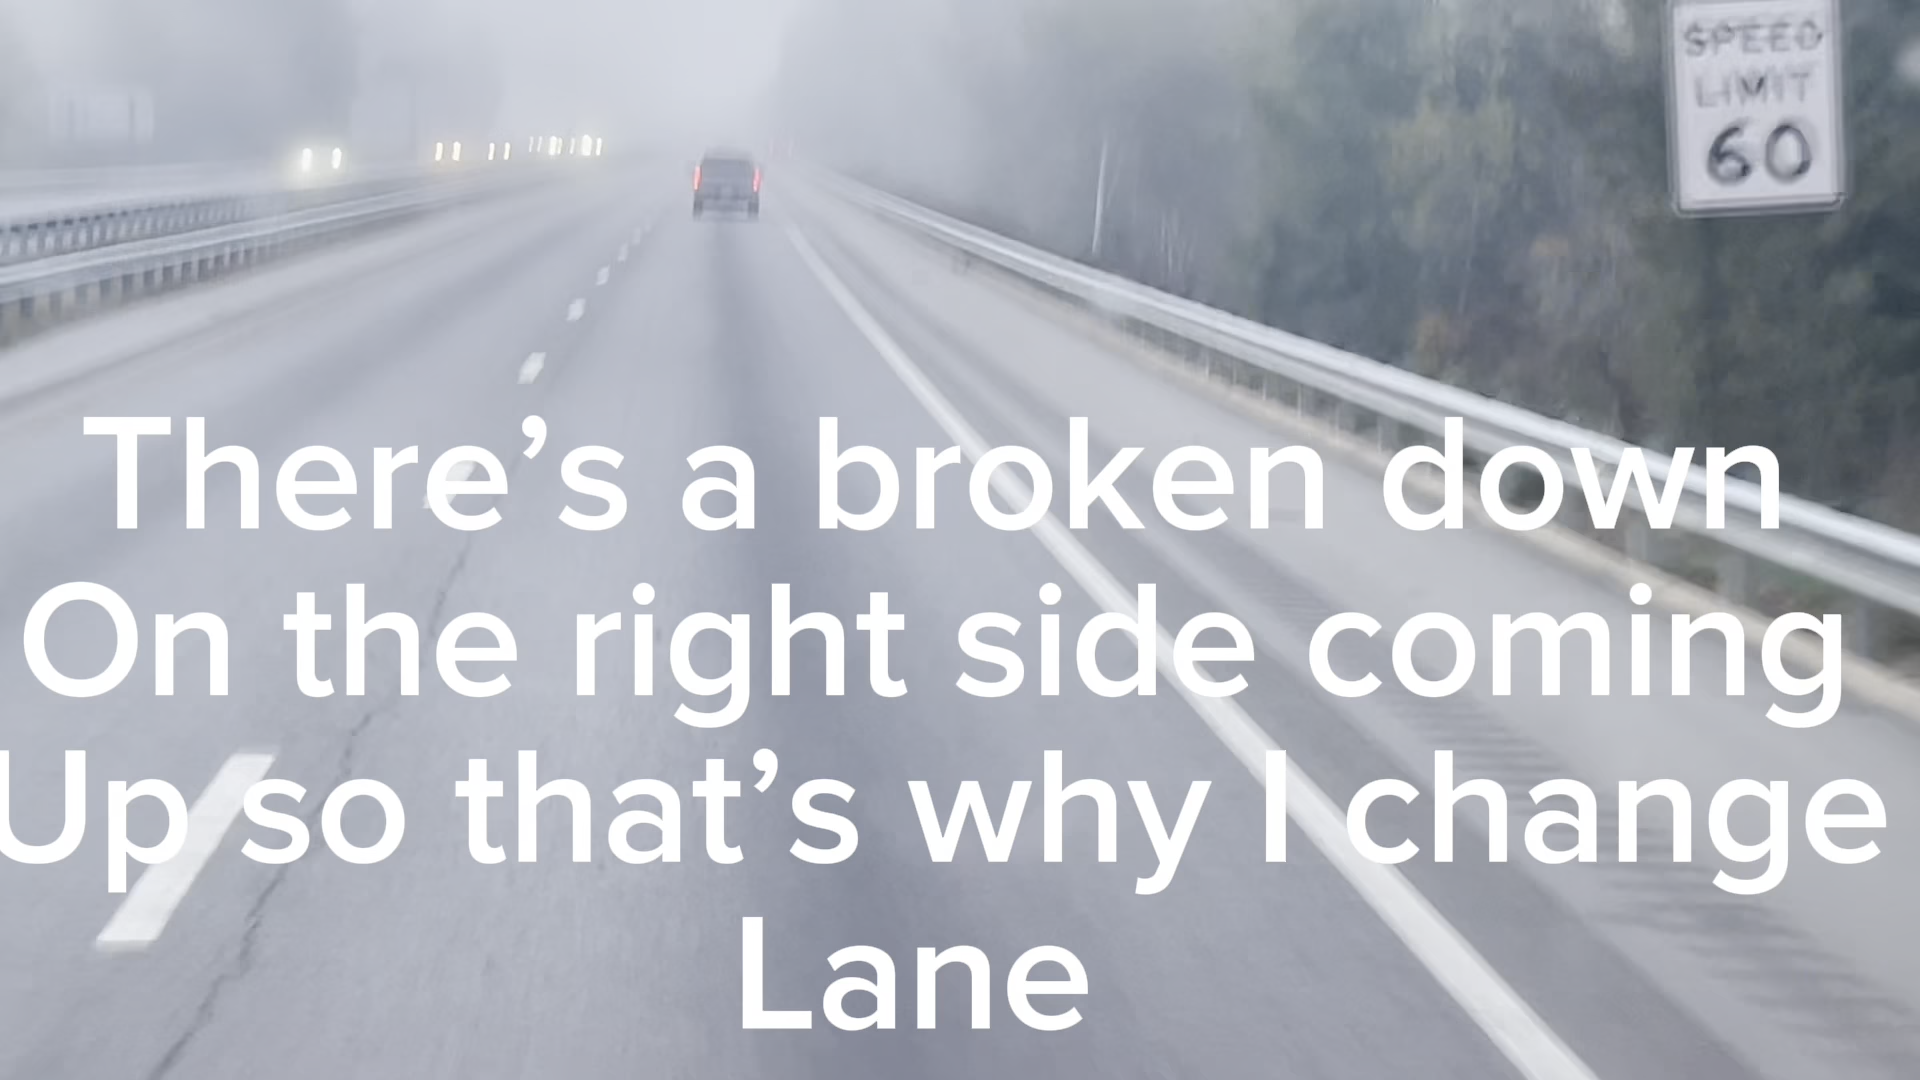 SPEED
LIMIT
60
There’s a broken down
On the right side coming
Up so that’s why I change
Lane